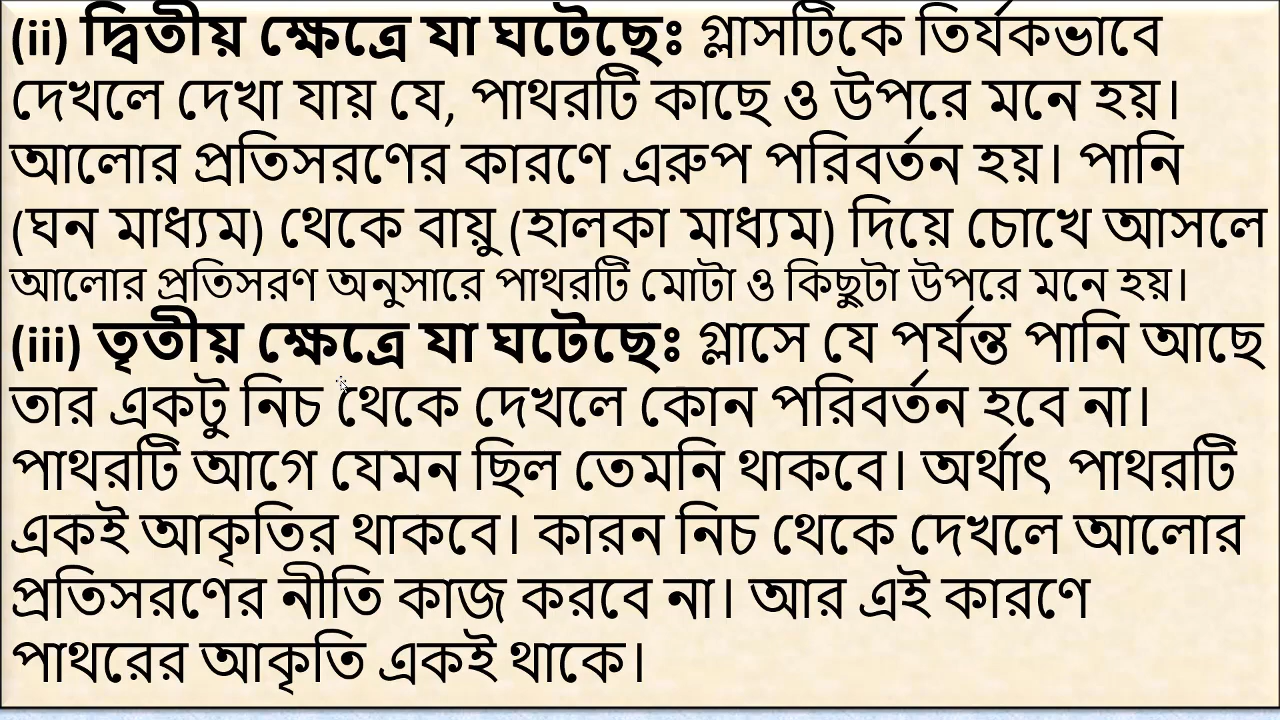 (ii) দ্বিতীয় ক্ষেত্রে যা ঘটেছেঃ গ্লাসটিকে তির্যকভাবে
দেখলে দেখা যায় যে, পাথরটি কাছে ও উপরে মনে হয়।
আলোর প্রতিসরণের কারণে এরুপ পরিবর্তন হয়। পানি
(ঘন মাধ্যম) থেকে বায়ু (হালকা মাধ্যম) দিয়ে চোখে আসলে
আলোর প্রতিসরণ অনুসারে পাথরটি মোটা ও কিছুটা উপরে মনে হয়।
(iii) তৃতীয় ক্ষেত্রে যা ঘটেছেঃ গ্লাসে যে পর্যন্ত পানি আছে
তার একটু নিচ থেকে দেখলে কোন পরিবর্তন হবে না।
পাথরটি আগে যেমন ছিল তেমনি থাকবে। অর্থাৎ পাথরটি
একই আকৃতির থাকবে। কারন নিচ থেকে দেখলে আলোর
প্রতিসরণের নীতি কাজ করবে না। আর এই কারণে
পাথরের আকৃতি একই থাকে।